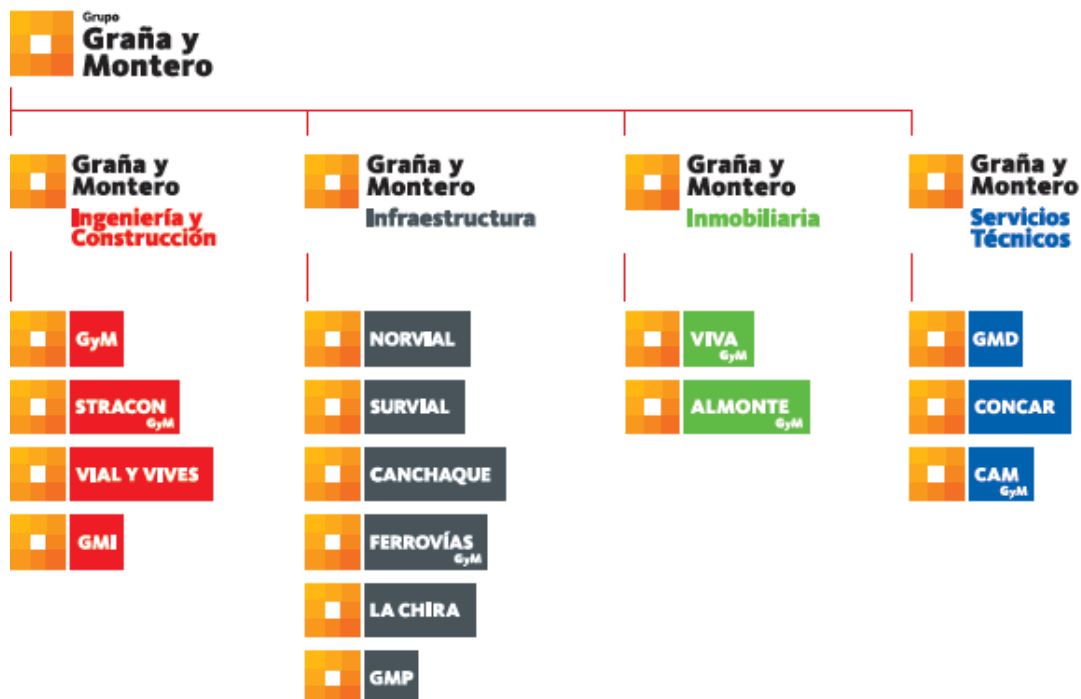 Grupo
Graña y
Montero
Graña y
Montero
Ingeniería y
Construcción
GyM
STRACON
GyM
VIAL Y VIVES
GMI
Graña y
Montero
Infraestructura
NORVIAL
SURVIAL
CANCHAQUE
FERROVÍAS
GyM
LA CHIRA
GMP
Graña y
Montero
Inmobiliaria
VIVA
GyM
ALMONTE
GyM
Graña y
Montero
Servicios
Técnicos
GMD
CONCAR
CAM
GyM